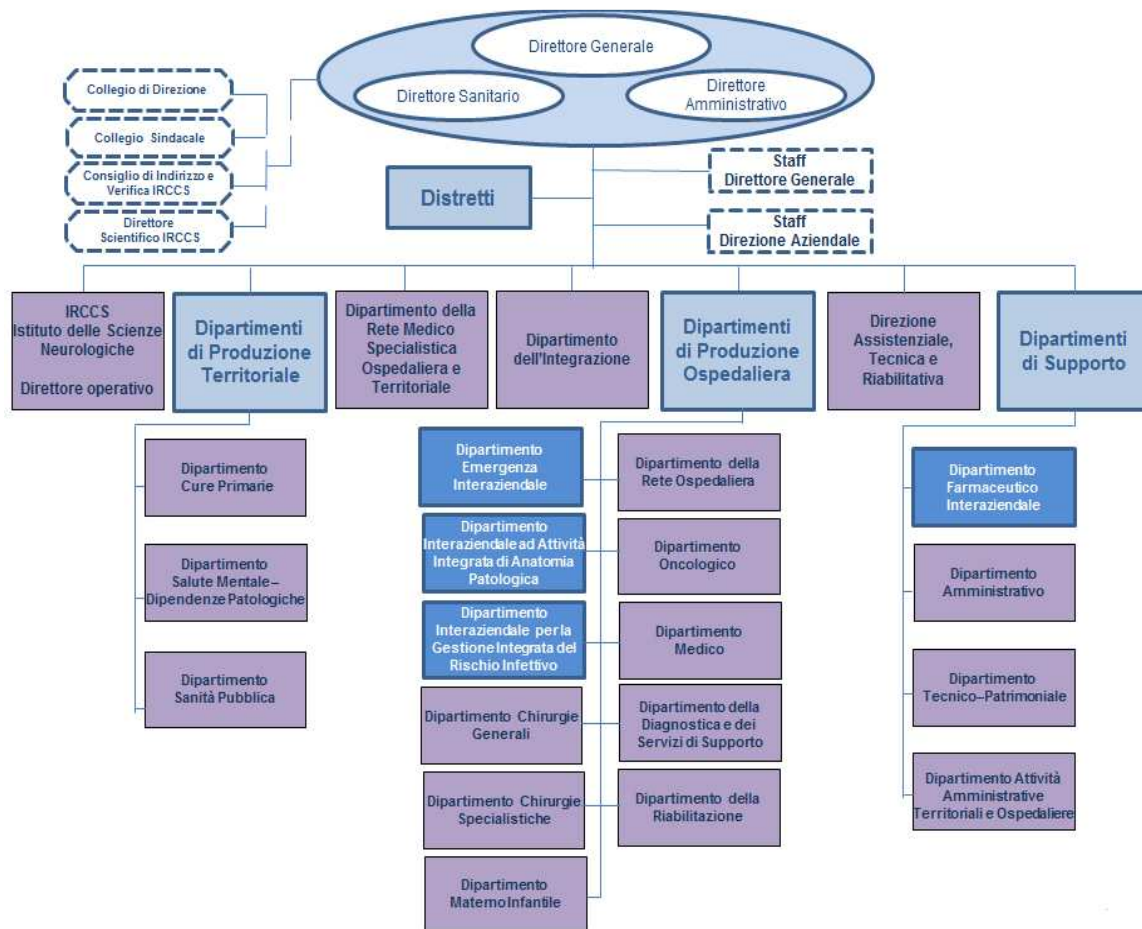 Direttore Generale
Direttore Sanitario
Direttore
Amministrativo
Collegio di Direzione
Collegio Sindacale
Consiglio di Indirizzo e
Verifica IRCCS
Direttore
Scientifico IRCCS
Staff
Direttore Generale
Distretti
Staff
Direzione Aziendale
IRCCS
Istituto delle Scienze
Neurologiche
Direttore operativo
Dipartimenti
di Produzione
Territoriale
Dipartimento della
Rete Medico
Specialistica
Ospedaliera e
Territoriale
Dipartimento
dell'Integrazione
Dipartimenti
di Produzione
Ospedaliera
Direzione
Assistenziale,
Tecnica e
Riabilitativa
Dipartimenti
di Supporto
Dipartimento
Cure Primarie
Dipartimento
Salute Mentale–
Dipendenze Patologiche
Dipartimento
Sanità Pubblica
Dipartimento
Emergenza
Interaziendale
Dipartimento
Interaziendale ad Attività
Integrata di Anatomia
Patologica
Dipartimento
Interaziendale per la
Gestione Integrata del
Rischio Infettivo
Dipartimento Chirurgie
Generali
Dipartimento Chirurgie
Specialistiche
Dipartimento
Materno Infantile
Dipartimento della
Rete Ospedaliera
Dipartimento
Oncologico
Dipartimento
Medico
Dipartimento della
Diagnostica e dei
Servizi di Supporto
Dipartimento della
Riabilitazione
Dipartimento
Farmaceutico
Interaziendale
Dipartimento
Amministrativo
Dipartimento
Tecnico–Patrimoniale
Dipartimento Attività
Amministrative
Territoriali e Ospedaliere